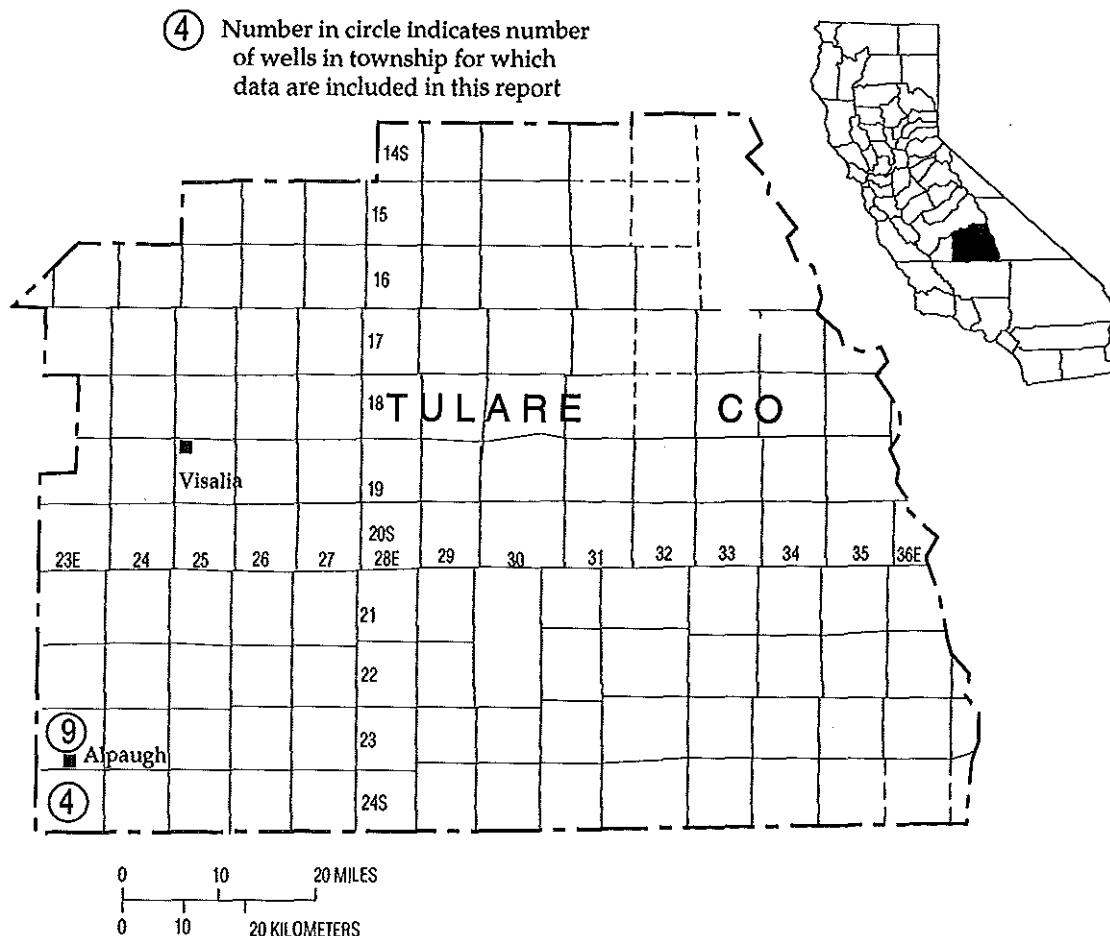 4 Number in circle indicates number
of wells in township for which
data are included in this report
14S
15
16
17
18 TULARE CO
Visalia
19
20S
23E 24 25 26 27 28E 29 30 31 32 33 34 35 36E
21
22
9
23
Alpaugh
4
24S
0 10 20 MILES
0 10 20 KILOMETERS